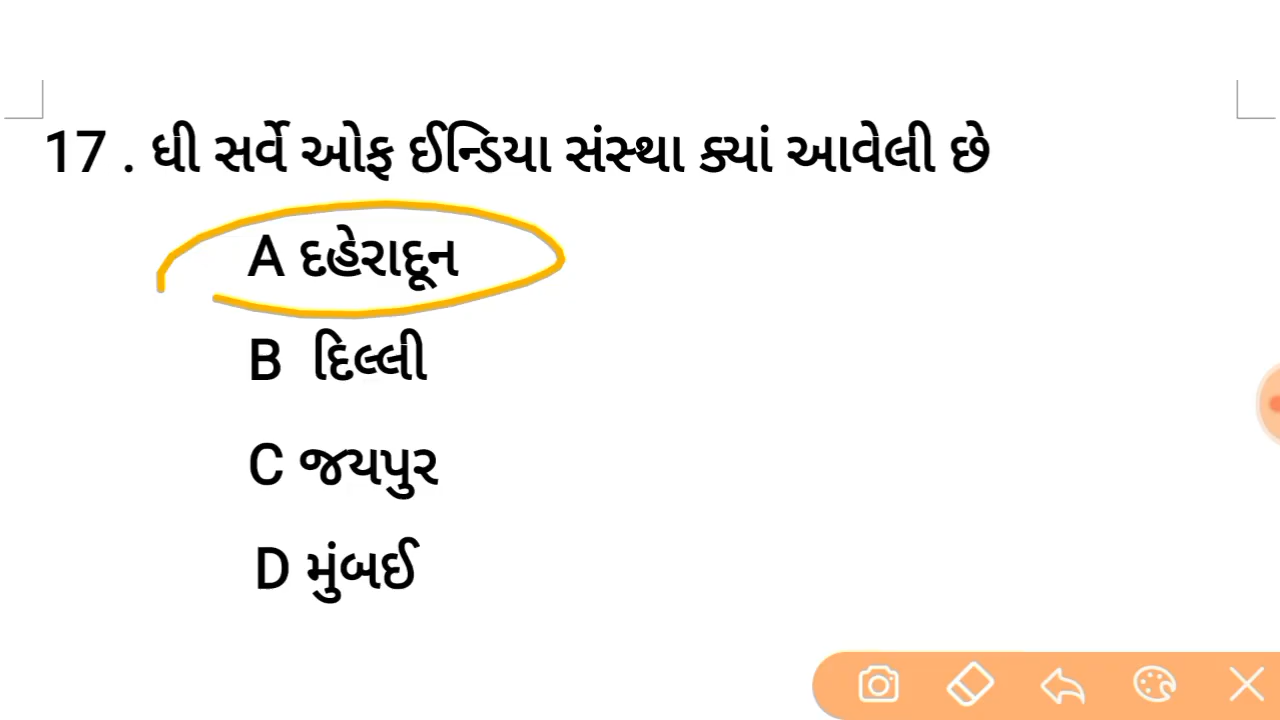 17 . ધી સર્વે ઓફ ઈન્ડિયા સંસ્થા ક્યાં આવેલી છે
A દહેરાદૂન
B દિલ્લી
C જયપુર
D મુંબઈ